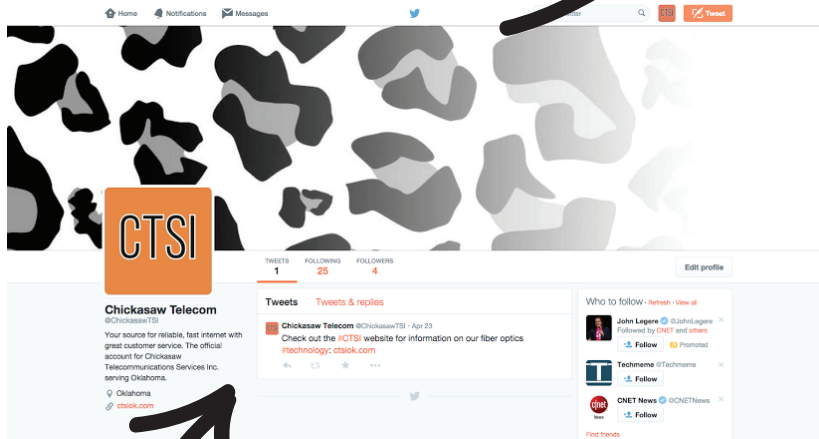 Home Notifications Messages
CTSI Tweet
CTSI
TWEETS FOLLOWING FOLLOWERS
1 25 4
Edit profile
Chickasaw Telecom
@ChickasawTSI
Your source for reliable, fast internet with
great customer service. The official
account for Chickasaw
Telecommunications Services Inc.
serving Oklahoma.
Oklahoma
ctsiok.com
Tweets Tweets & replies
CTSI Chickasaw Telecom @ChickasawTSI · Apr 23
Check out the #CTSI website for information on our fiber optics
#technology: ctsiok.com
Who to follow · Refresh · View all
John Legere @JohnLegere
Followed by CNET and others
Follow Promoted
Techmeme @Techmeme
Follow
c|net
News
CNET News @CNETNews
Follow
Find friends